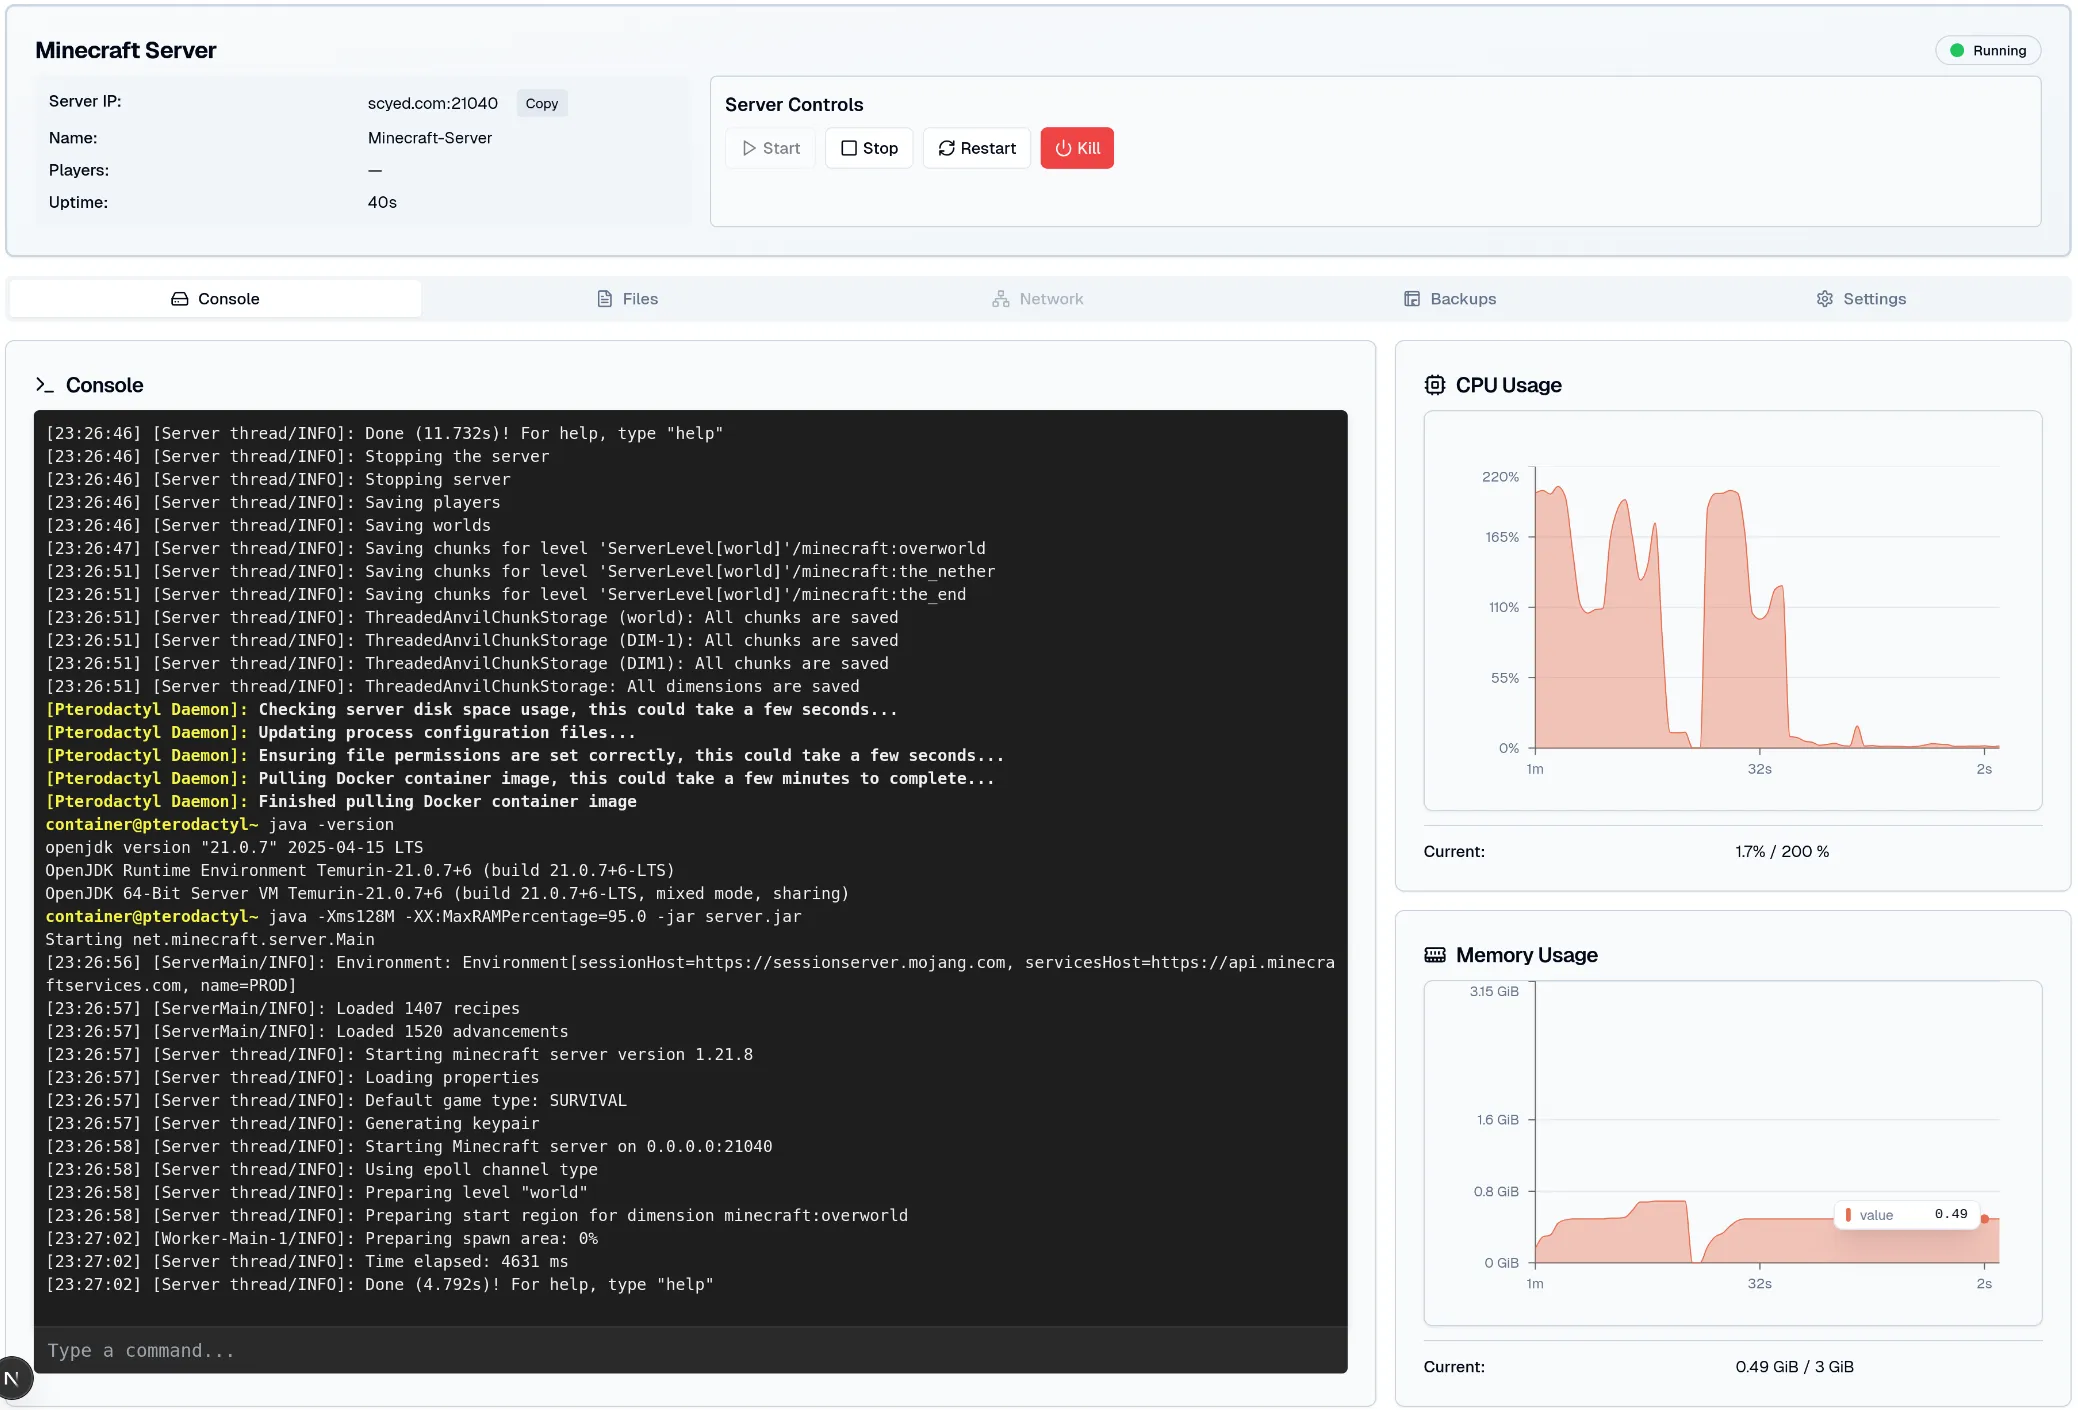 Minecraft Server
Running
Server IP:
scyed.com:21040
Copy
Name:
Minecraft-Server
Players:
—
Uptime:
40s
Server Controls
Start
Stop
Restart
Kill
Console
Files
Network
Backups
Settings
>_ Console
[23:26:46] [Server thread/INFO]: Done (11.732s)! For help, type "help"
[23:26:46] [Server thread/INFO]: Stopping the server
[23:26:46] [Server thread/INFO]: Stopping server
[23:26:46] [Server thread/INFO]: Saving players
[23:26:46] [Server thread/INFO]: Saving worlds
[23:26:47] [Server thread/INFO]: Saving chunks for level 'ServerLevel[world]'/minecraft:overworld
[23:26:51] [Server thread/INFO]: Saving chunks for level 'ServerLevel[world]'/minecraft:the_nether
[23:26:51] [Server thread/INFO]: Saving chunks for level 'ServerLevel[world]'/minecraft:the_end
[23:26:51] [Server thread/INFO]: ThreadedAnvilChunkStorage (world): All chunks are saved
[23:26:51] [Server thread/INFO]: ThreadedAnvilChunkStorage (DIM-1): All chunks are saved
[23:26:51] [Server thread/INFO]: ThreadedAnvilChunkStorage (DIM1): All chunks are saved
[23:26:51] [Server thread/INFO]: ThreadedAnvilChunkStorage: All dimensions are saved
[Pterodactyl Daemon]: Checking server disk space usage, this could take a few seconds...
[Pterodactyl Daemon]: Updating process configuration files...
[Pterodactyl Daemon]: Ensuring file permissions are set correctly, this could take a few seconds...
[Pterodactyl Daemon]: Pulling Docker container image, this could take a few minutes to complete...
[Pterodactyl Daemon]: Finished pulling Docker container image
container@pterodactyl~ java -version
openjdk version "21.0.7" 2025-04-15 LTS
OpenJDK Runtime Environment Temurin-21.0.7+6 (build 21.0.7+6-LTS)
OpenJDK 64-Bit Server VM Temurin-21.0.7+6 (build 21.0.7+6-LTS, mixed mode, sharing)
container@pterodactyl~ java -Xms128M -XX:MaxRAMPercentage=95.0 -jar server.jar
Starting net.minecraft.server.Main
[23:26:56] [ServerMain/INFO]: Environment: Environment[sessionHost=https://sessionserver.mojang.com, servicesHost=https://api.minecra
ftservices.com, name=PROD]
[23:26:57] [ServerMain/INFO]: Loaded 1407 recipes
[23:26:57] [ServerMain/INFO]: Loaded 1520 advancements
[23:26:57] [Server thread/INFO]: Starting minecraft server version 1.21.8
[23:26:57] [Server thread/INFO]: Loading properties
[23:26:57] [Server thread/INFO]: Default game type: SURVIVAL
[23:26:57] [Server thread/INFO]: Generating keypair
[23:26:58] [Server thread/INFO]: Starting Minecraft server on 0.0.0.0:21040
[23:26:58] [Server thread/INFO]: Using epoll channel type
[23:26:58] [Server thread/INFO]: Preparing level "world"
[23:26:58] [Server thread/INFO]: Preparing start region for dimension minecraft:overworld
[23:27:02] [Worker-Main-1/INFO]: Preparing spawn area: 0%
[23:27:02] [Server thread/INFO]: Time elapsed: 4631 ms
[23:27:02] [Server thread/INFO]: Done (4.792s)! For help, type "help"
Type a command...
N
CPU Usage
220%
165%
110%
55%
0%
1m
32s
2s
Current:
1.7% / 200 %
Memory Usage
3.15 GiB
1.6 GiB
0.8 GiB
value 0.49
0 GiB
1m
32s
2s
Current:
0.49 GiB / 3 GiB